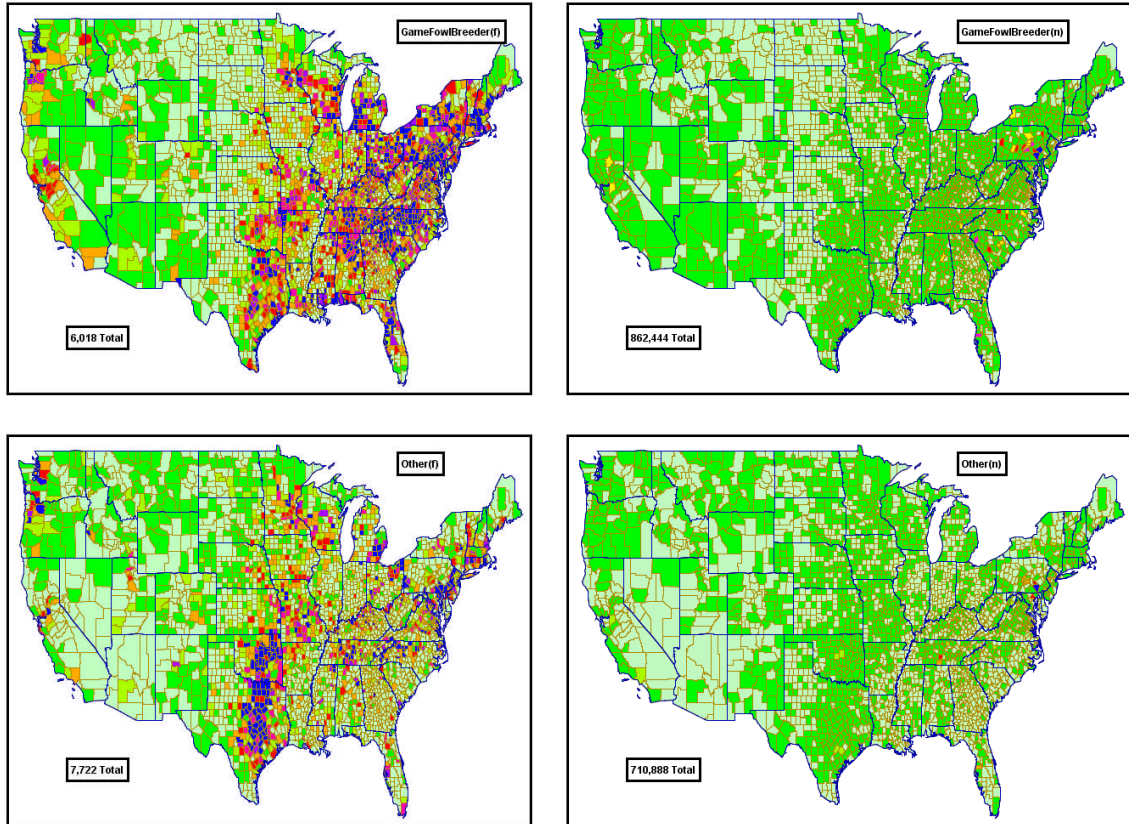 GameFowlBreeder(f)
GameFowlBreeder(n)
6,018 Total
862,444 Total
Other(f)
Other(n)
7,722 Total
710,888 Total